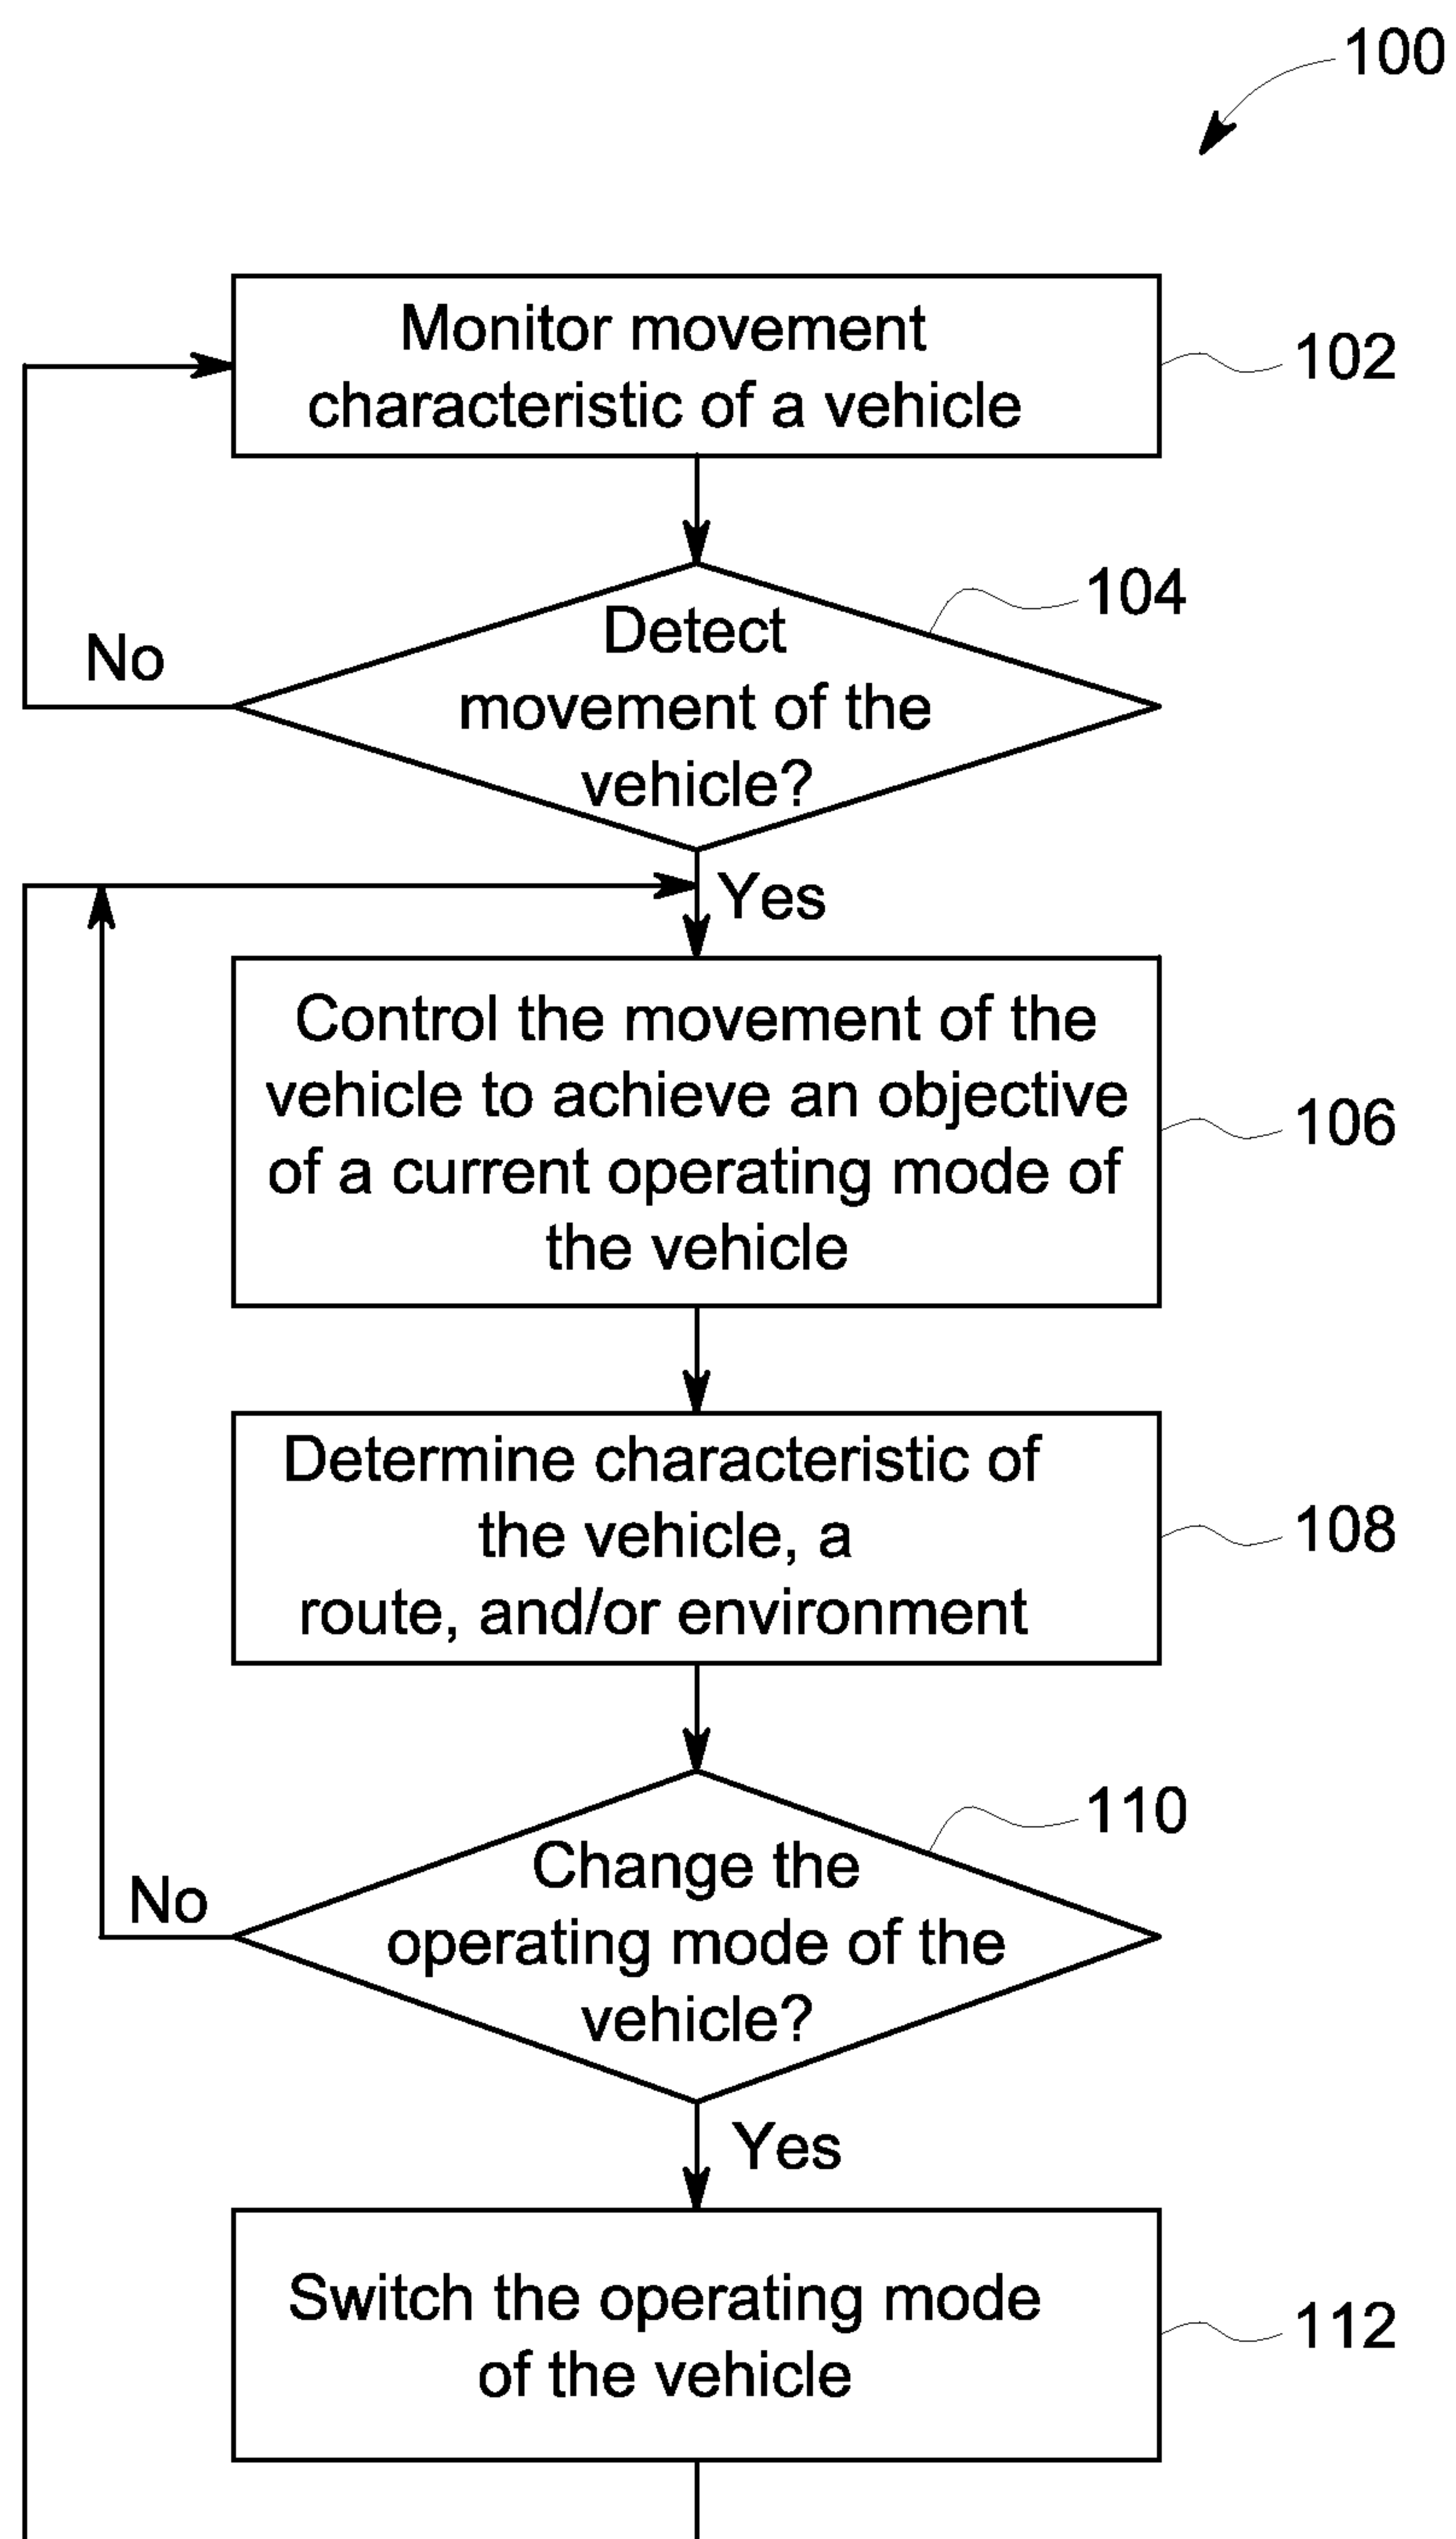 100
Monitor movement
characteristic of a vehicle
102
104
Detect
movement of the
vehicle?
No
Yes
Control the movement of the
vehicle to achieve an objective
of a current operating mode of
the vehicle
106
Determine characteristic of
the vehicle, a
route, and/or environment
108
110
Change the
operating mode of the
vehicle?
No
Yes
Switch the operating mode
of the vehicle
112